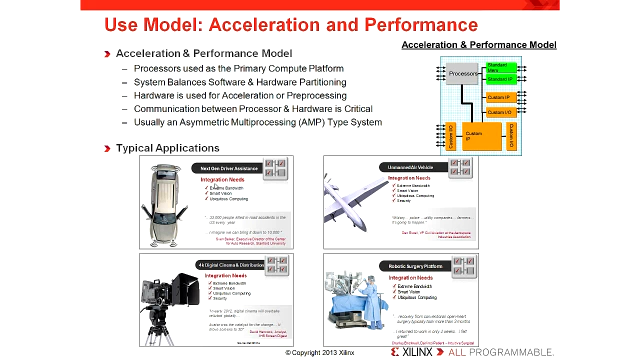 Use Model: Acceleration and Performance
Acceleration & Performance Model
– Processors used as the Primary Compute Platform
– System Balances Software & Hardware Partitioning
– Hardware is used for Acceleration or Preprocessing
– Communication between Processor & Hardware is Critical
– Usually an Asymmetric Multiprocessing (AMP) Type System
Typical Applications
Acceleration & Performance Model
Processors
Standard
Standard IP
Custom IP
Custom I/O
Custom I/O
Custom IP
Custom I/O
Next Gen Driver Assistance
Integration Needs
Extreme Bandwidth
Smart Vision
Ubiquitous Computing
Unmanned Air Vehicle
Integration Needs
Extreme Bandwidth
Smart Vision
Ubiquitous Computing
Security
4k Digital Cinema & Distribution
Integration Needs
Extreme Bandwidth
Smart Vision
Ubiquitous Computing
Security
Robotic Surgery Platform
Integration Needs
Extreme Bandwidth
Smart Vision
Ubiquitous Computing
© Copyright 2013 Xilinx
XILINX ALL PROGRAMMABLE.